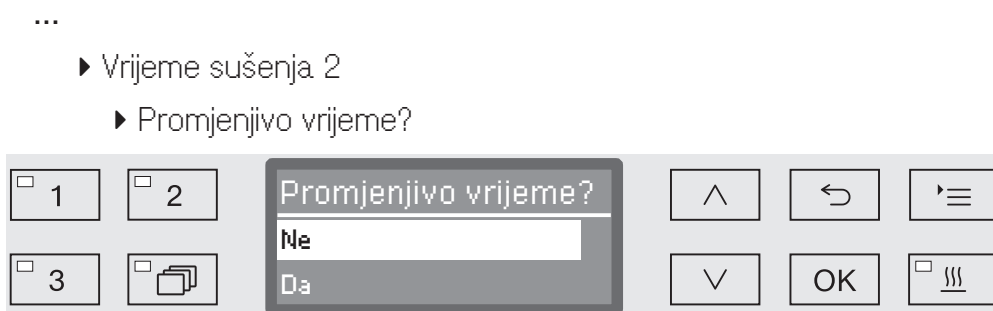 ...
Vrijeme sušenja 2
Promjenjivo vrijeme?
1 2 Promjenjivo vrijeme?
Ne
3 Da OK